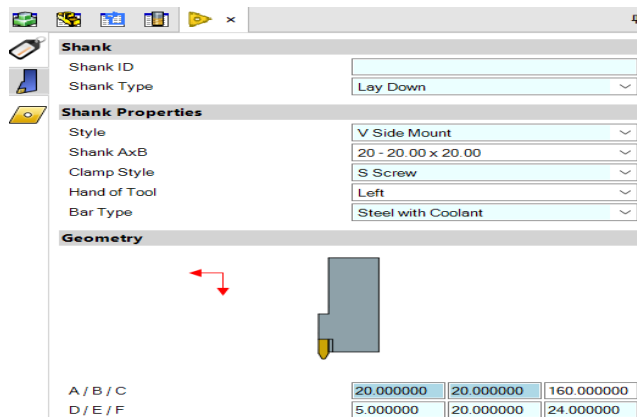 Shank
Shank ID
Shank Type Lay Down
Shank Properties
Style V Side Mount
Shank AxB 20 - 20.00 x 20.00
Clamp Style S Screw
Hand of Tool Left
Bar Type Steel with Coolant
Geometry
A / B / C 20.000000 20.000000 160.000000
D / E / F 5.000000 20.000000 24.000000